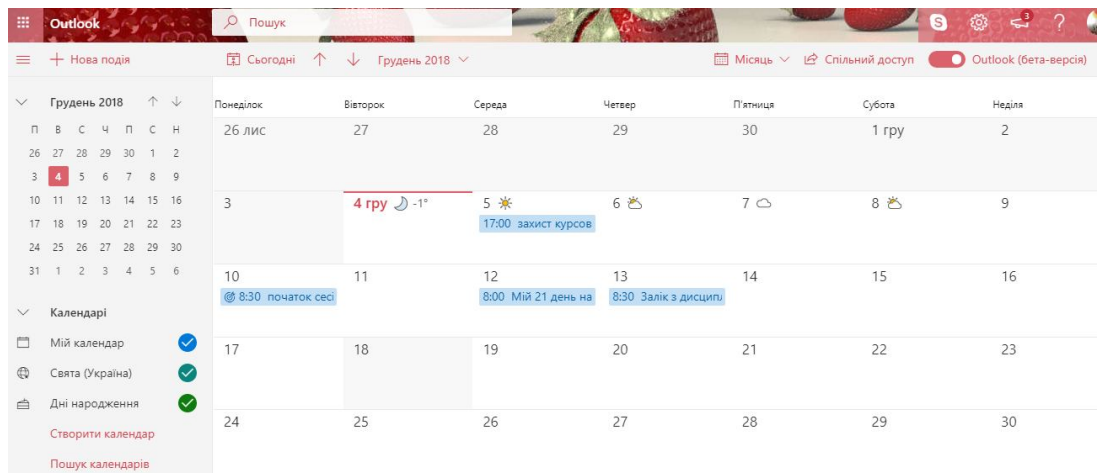 Outlook Пошук 3 ?
+ Нова подія Сьогодні Грудень 2018 Місяць Спільний доступ Outlook (бета-версія)
Грудень 2018
П В С Ч П С Н
26 27 28 29 30 1 2
3 4 5 6 7 8 9
10 11 12 13 14 15 16
17 18 19 20 21 22 23
24 25 26 27 28 29 30
31 1 2 3 4 5 6
Календарі
Мій календар
Свята (Україна)
Дні народження
Створити календар
Пошук календарів
Понеділок Вівторок Середа Четвер П'ятниця Субота Неділя
26 лис 27 28 29 30 1 гру 2
3 4 гру -1° 5 6 7 8 9
17:00 захист курсов
10 11 12 13 14 15 16
8:30 початок сесі 8:00 Мій 21 день на 8:30 Залік з дисципл
17 18 19 20 21 22 23
24 25 26 27 28 29 30